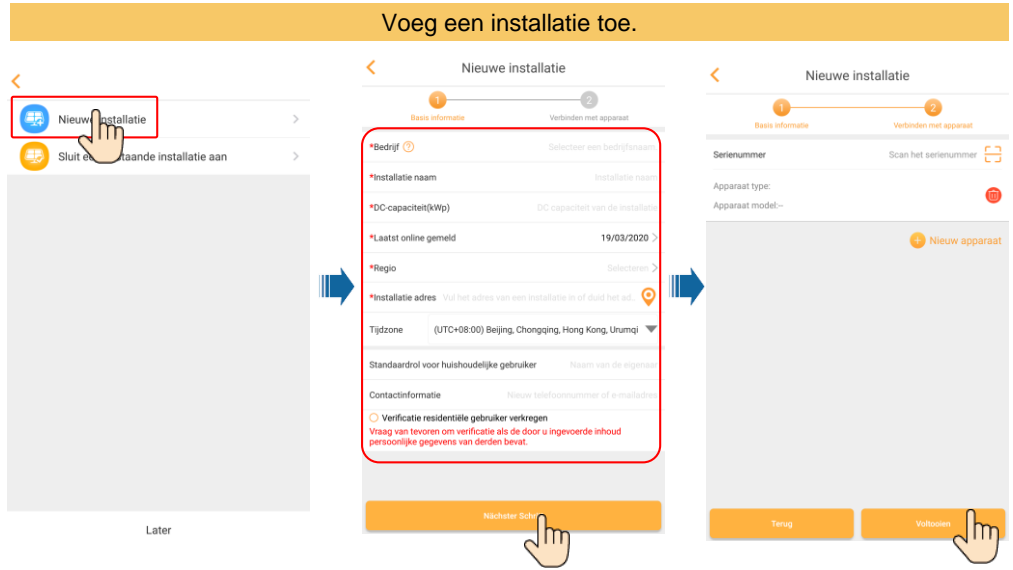 Voeg een installatie toe.
Nieuwe installatie
Sluit een bestaande installatie aan
Later
Nieuwe installatie
1
2
Basis informatie
Verbinden met apparaat
*Bedrijf ?
Selecteer een bedrijfsnaam
*Installatie naam
Installatie naam
*DC-capaciteit(kWp)
DC capaciteit van de installatie
*Laatst online gemeld
19/03/2020
*Regio
Selecteren
*Installatie adres Vul het adres van een installatie in of duid het ad...
Tijdzone
(UTC+08:00) Beijing, Chongqing, Hong Kong, Urumqi
Standaardrol voor huishoudelijke gebruiker
Naam van de eigenaar
Contactinformatie
Nieuw telefoonnummer of e-mailadres
Verificatie residentiële gebruiker verkregen
Vraag van tevoren om verificatie als de door u ingevoerde inhoud
persoonlijke gegevens van derden bevat.
Nächster
Nieuwe installatie
1
2
Basis informatie
Verbinden met apparaat
Serienummer
Scan het serienummer
Apparaat type:
Apparaat model:--
+ Nieuw apparaat
Terug
Voltooien